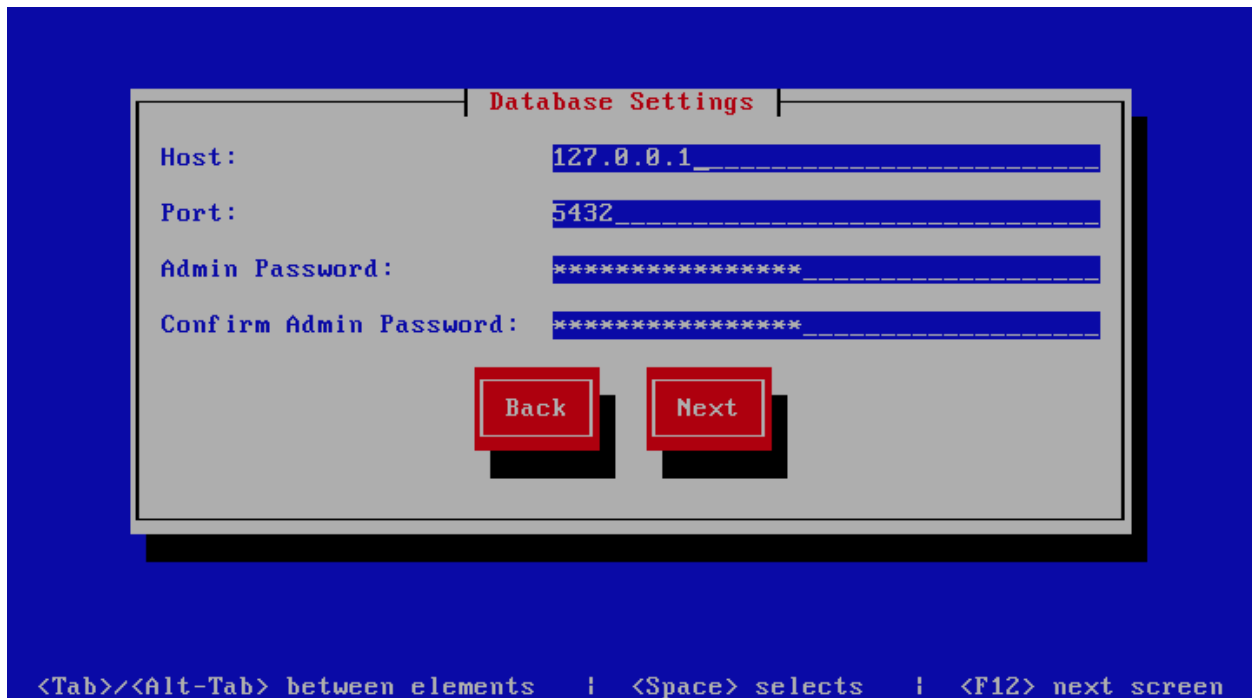 Database Settings
Host: 127.0.0.1
Port: 5432
Admin Password: ****************
Confirm Admin Password: ****************
Back Next
<Tab>/<Alt-Tab> between elements | <Space> selects | <F12> next screen